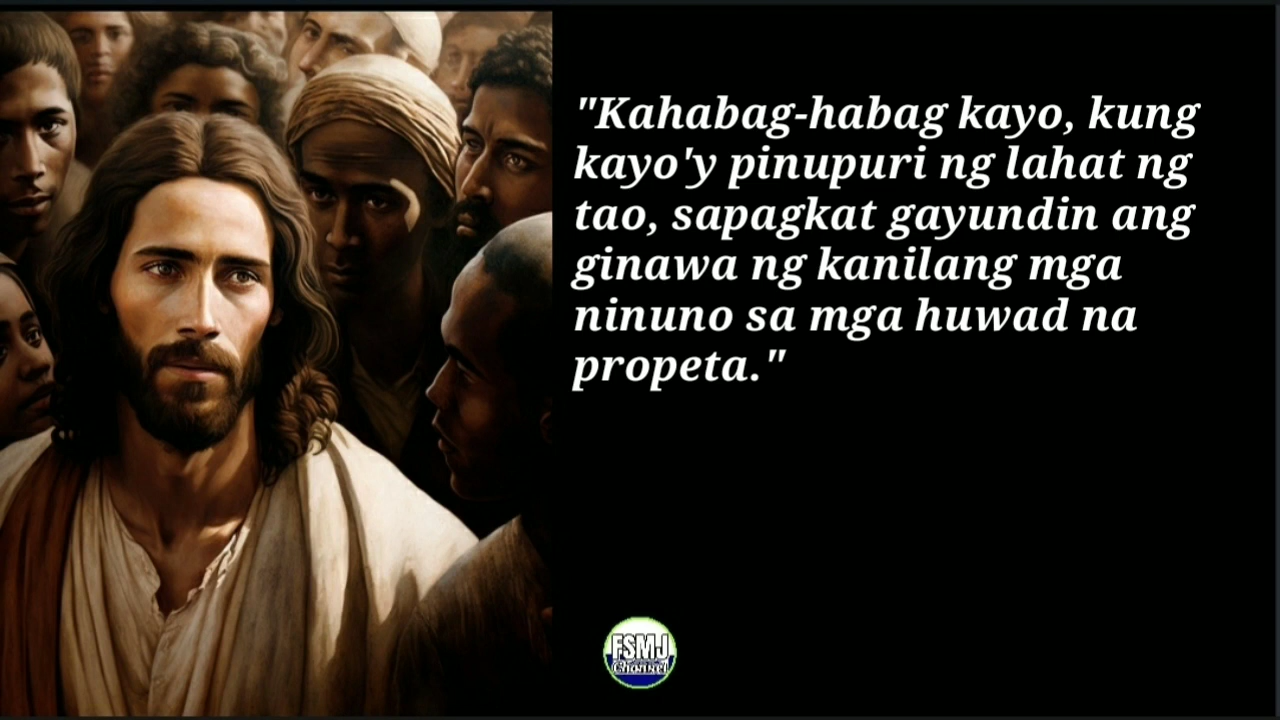 "Kahabag-habag kayo, kung
kayo'y pinupuri ng lahat ng
tao, sapagkat gayundin ang
ginawa ng kanilang mga
ninuno sa mga huwad na
propeta."
FSMJ
Channel